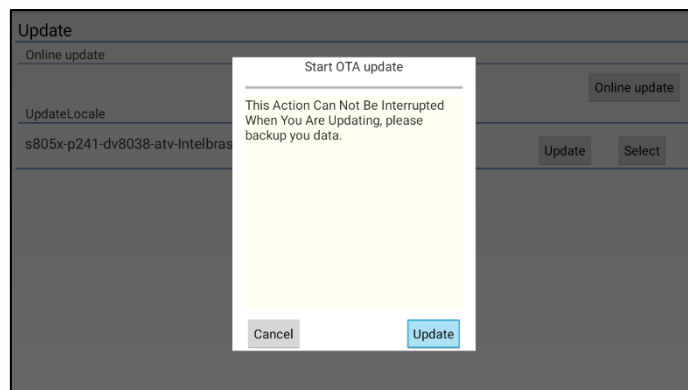 Update
Online update
Online update
UpdateLocale
s805x-p241-dv8038-atv-Intelbras
Update Select
Start OTA update
This Action Can Not Be Interrupted
When You Are Updating, please
backup you data.
Cancel Update